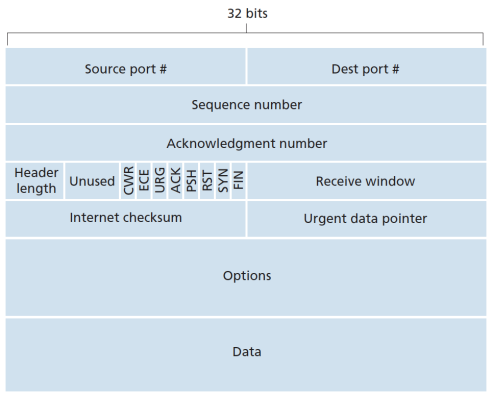 32 bits
Source port #
Dest port #
Sequence number
Acknowledgment number
Header
length
Unused
CWR
ECE
URG
ACK
PSH
RST
SYN
FIN
Receive window
Internet checksum
Urgent data pointer
Options
Data